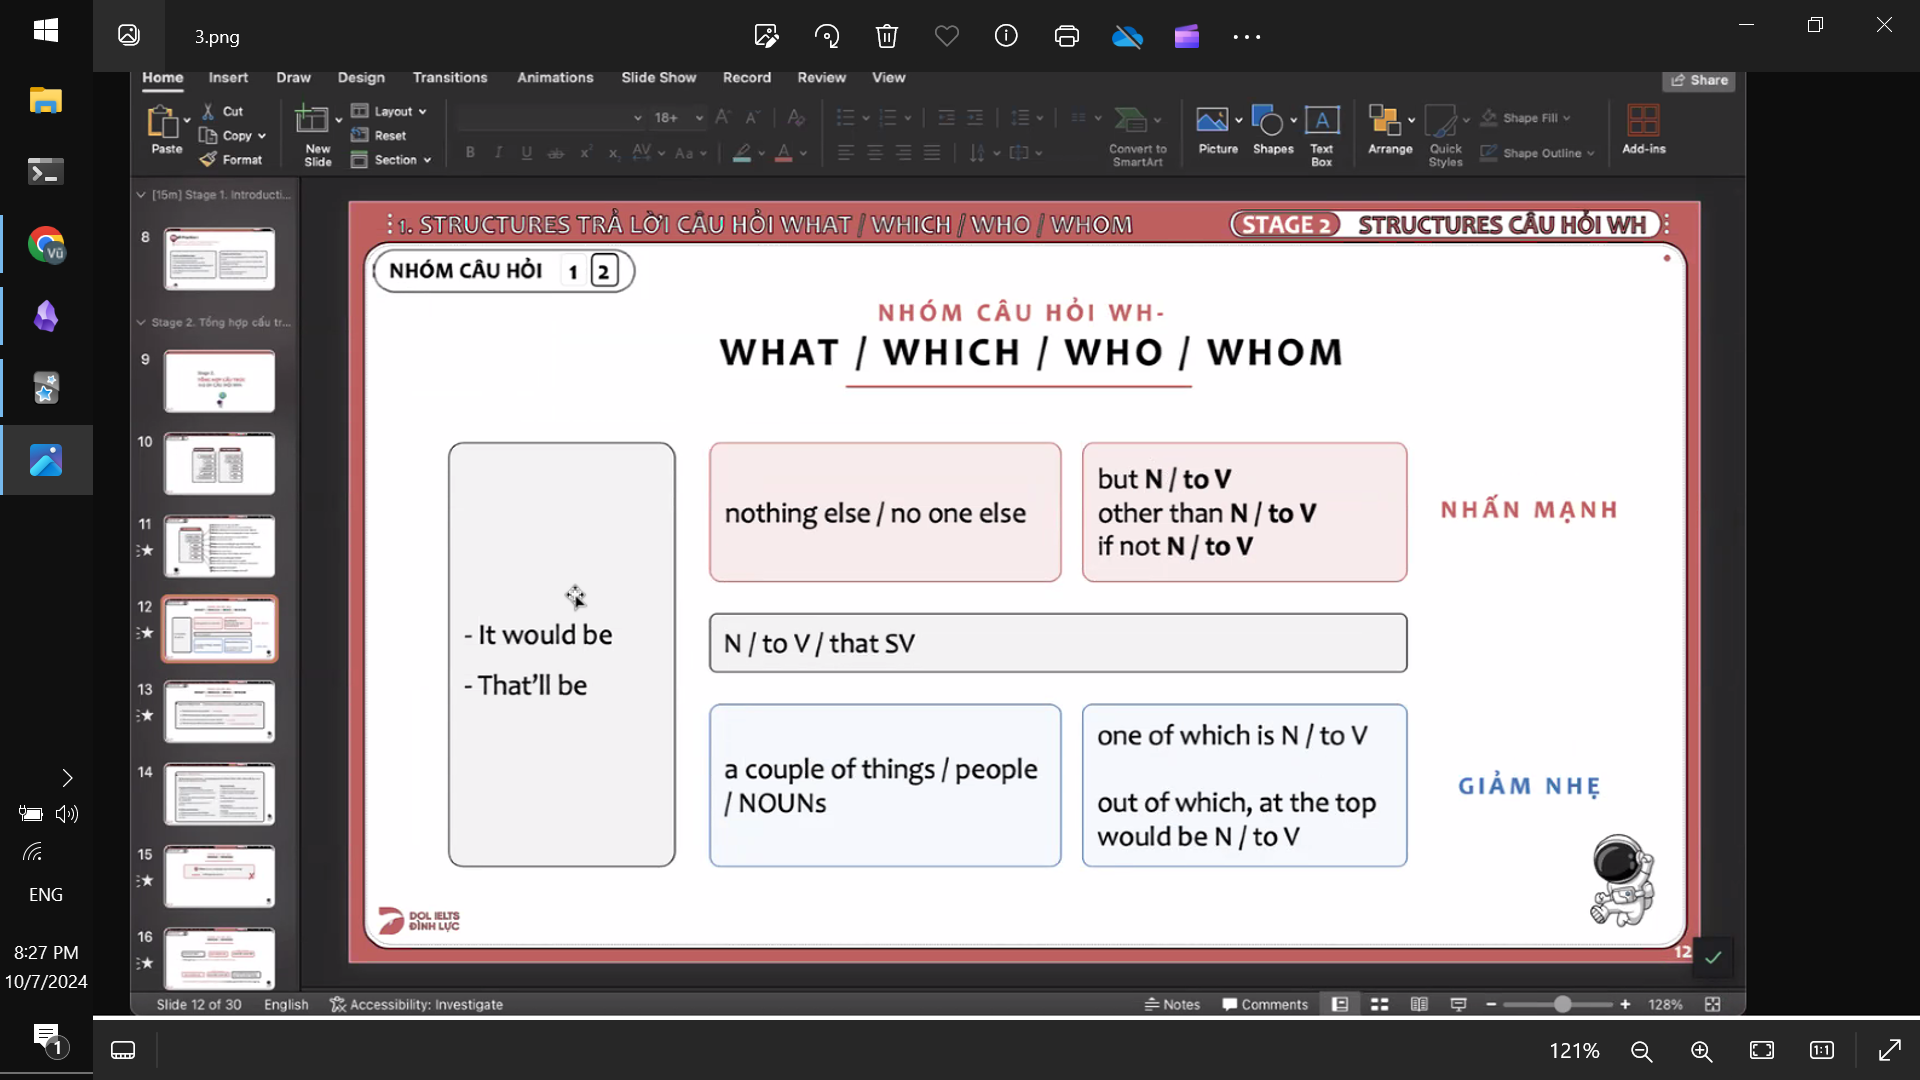 3.png
Home Insert Draw Design Transitions Animations Slide Show Record Review View Share
Paste
Cut
Copy
Format
New
Slide
Layout
Reset
Section
18+
Convert to
SmartArt
Picture
Shapes
Text
Box
Arrange
Quick
Styles
Shape Fill
Shape Outline
Add-ins
[15m] Stage 1. Introducti...
8
Stage 2. Tổng hợp cấu tr...
9
10
11
12
13
14
15
16
1. STRUCTURES TRẢ LỜI CÂU HỎI WHAT / WHICH / WHO / WHOM
STAGE 2 STRUCTURES CÂU HỎI WH
NHÓM CÂU HỎI 1 2
NHÓM CÂU HỎI WH-
WHAT / WHICH / WHO / WHOM
- It would be
- That'll be
nothing else / no one else
but N / to V
other than N / to V
if not N / to V
NHẤN MẠNH
N / to V / that SV
a couple of things / people
/ NOUNs
one of which is N / to V
out of which, at the top
would be N / to V
GIẢM NHẸ
DOL IELTS
ĐÌNH LỰC
12
Slide 12 of 30 English Accessibility: Investigate
Notes Comments 128%
121%
1:1
Vũ
ENG
8:27 PM
10/7/2024
1